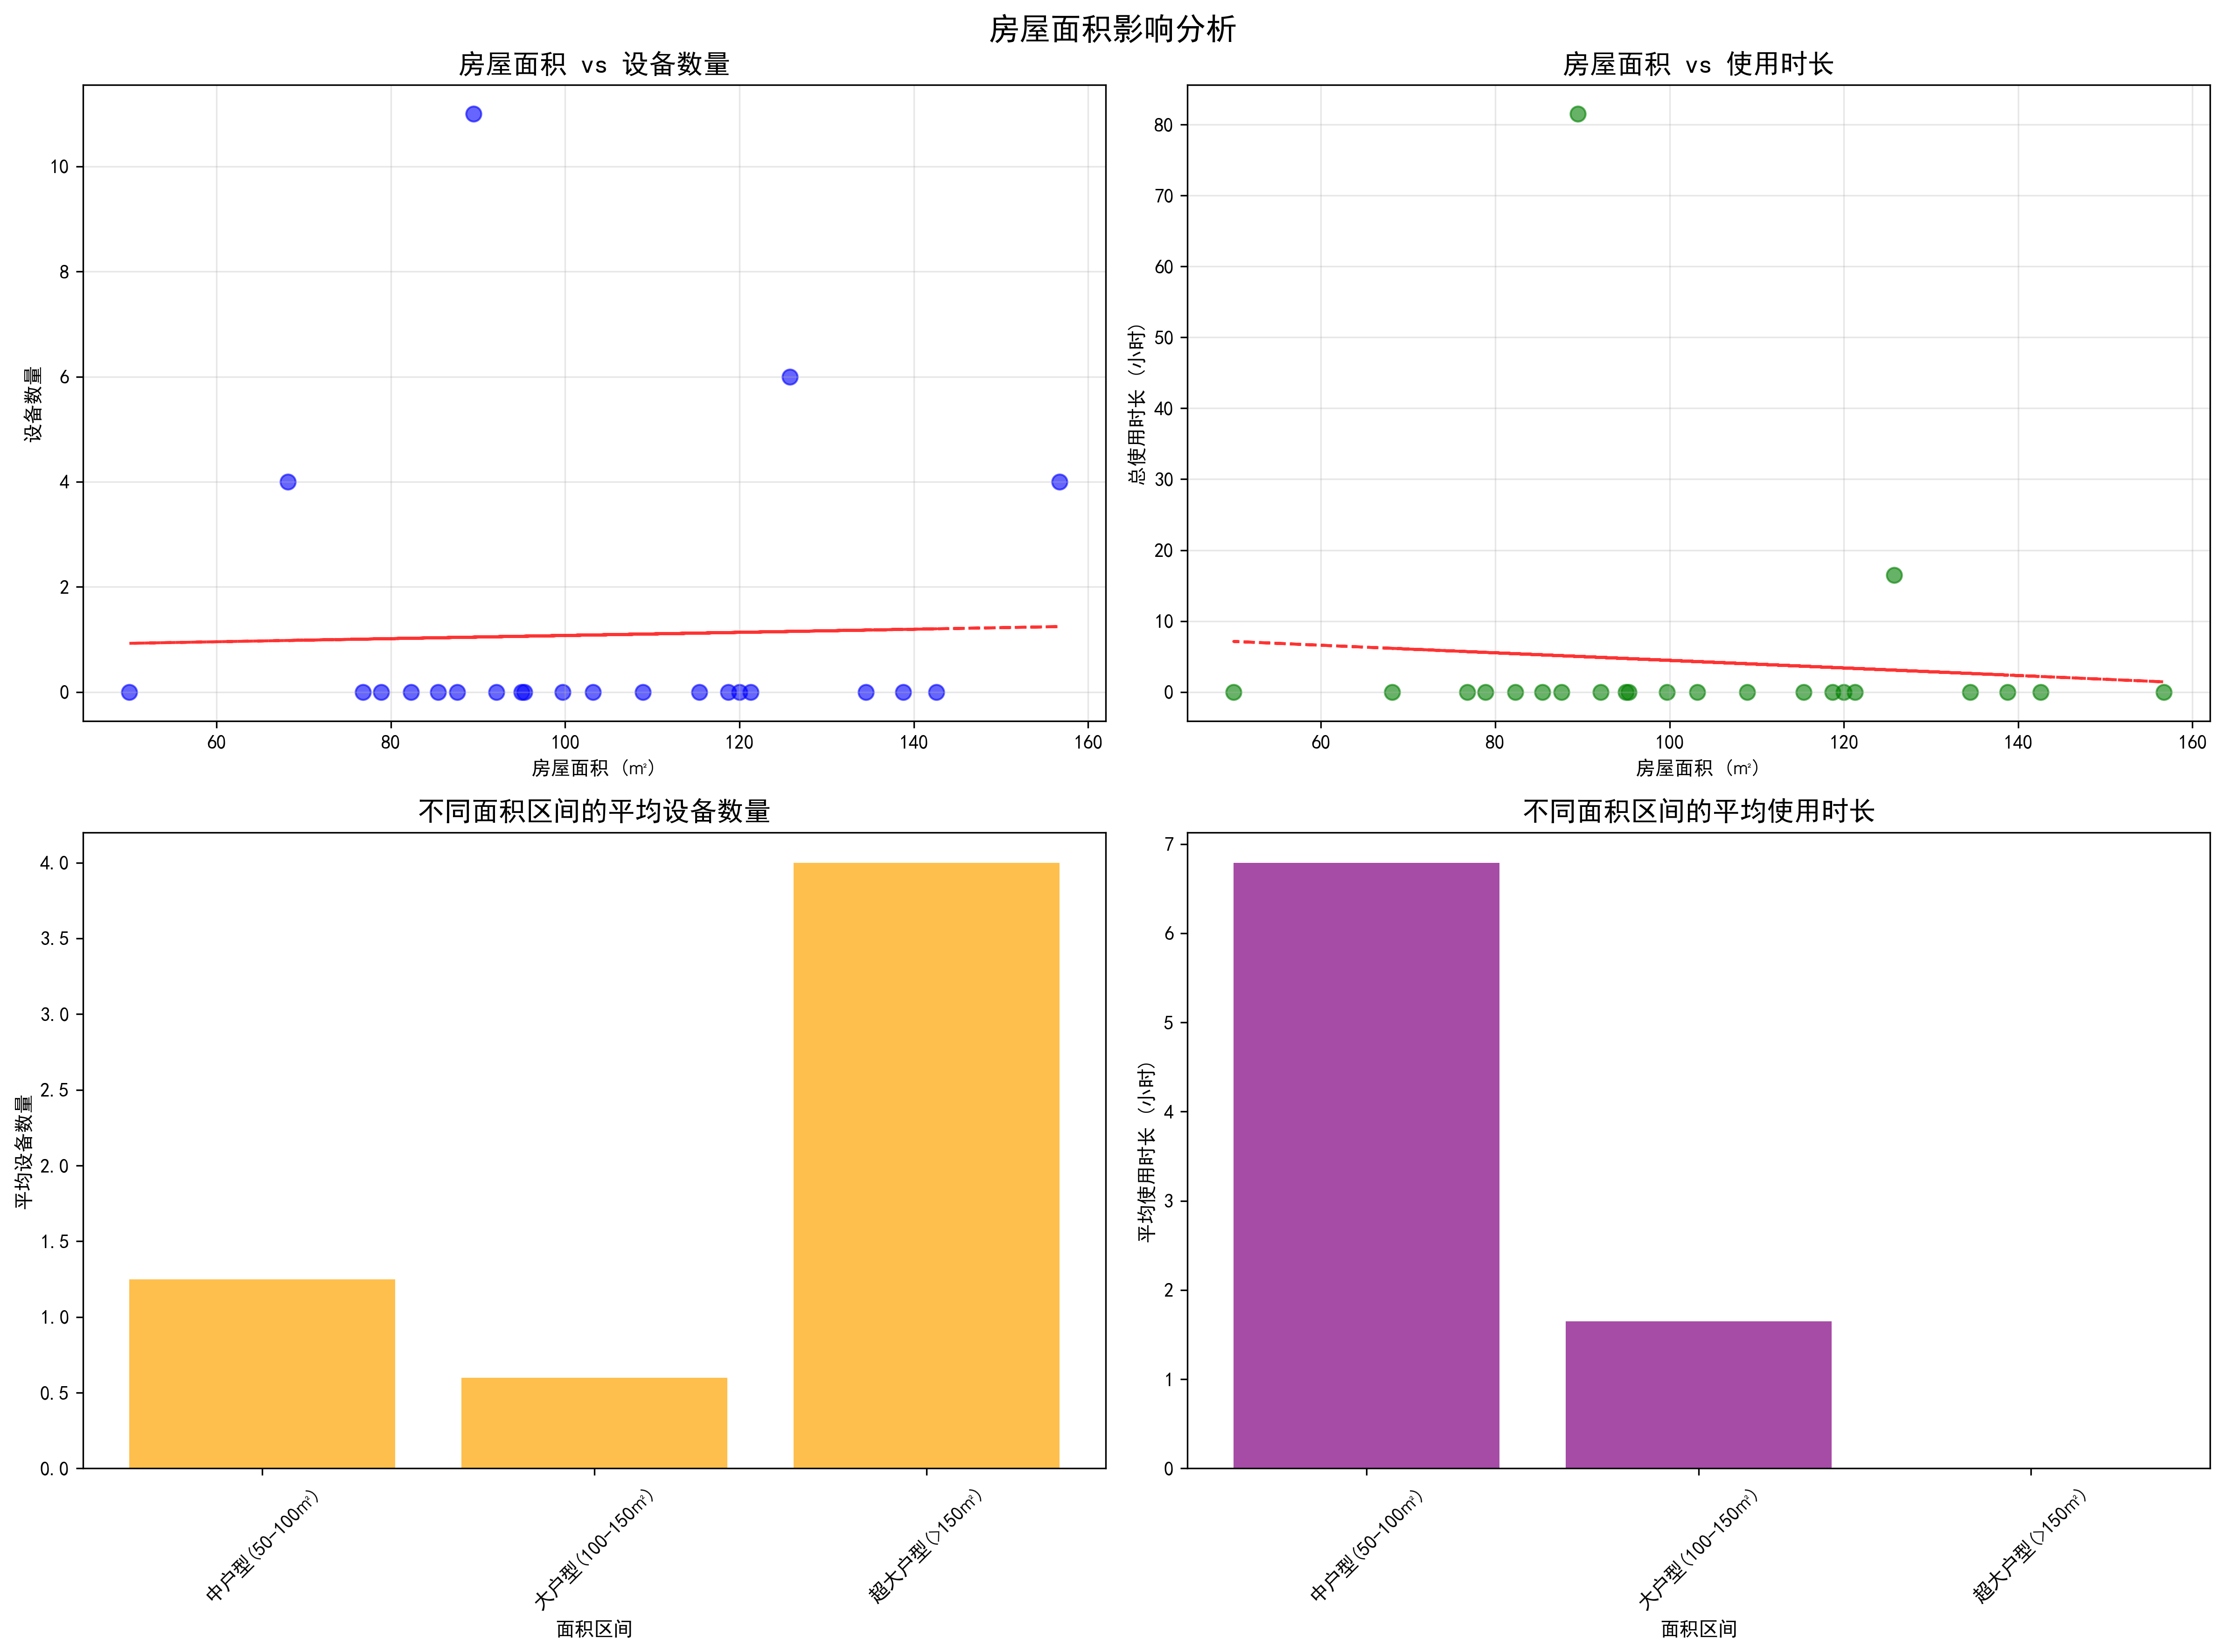 房屋面积影响分析
房屋面积 vs 设备数量
设备数量
10
8
6
4
2
0
60
80
100
120
140
160
房屋面积 (㎡)
房屋面积 vs 使用时长
总使用时长 (小时)
80
70
60
50
40
30
20
10
0
60
80
100
120
140
160
房屋面积 (㎡)
不同面积区间的平均设备数量
平均设备数量
4.0
3.5
3.0
2.5
2.0
1.5
1.0
0.5
0.0
中户型(50-100㎡)
大户型(100-150㎡)
超大户型(>150㎡)
面积区间
不同面积区间的平均使用时长
平均使用时长 (小时)
7
6
5
4
3
2
1
0
中户型(50-100㎡)
大户型(100-150㎡)
超大户型(>150㎡)
面积区间